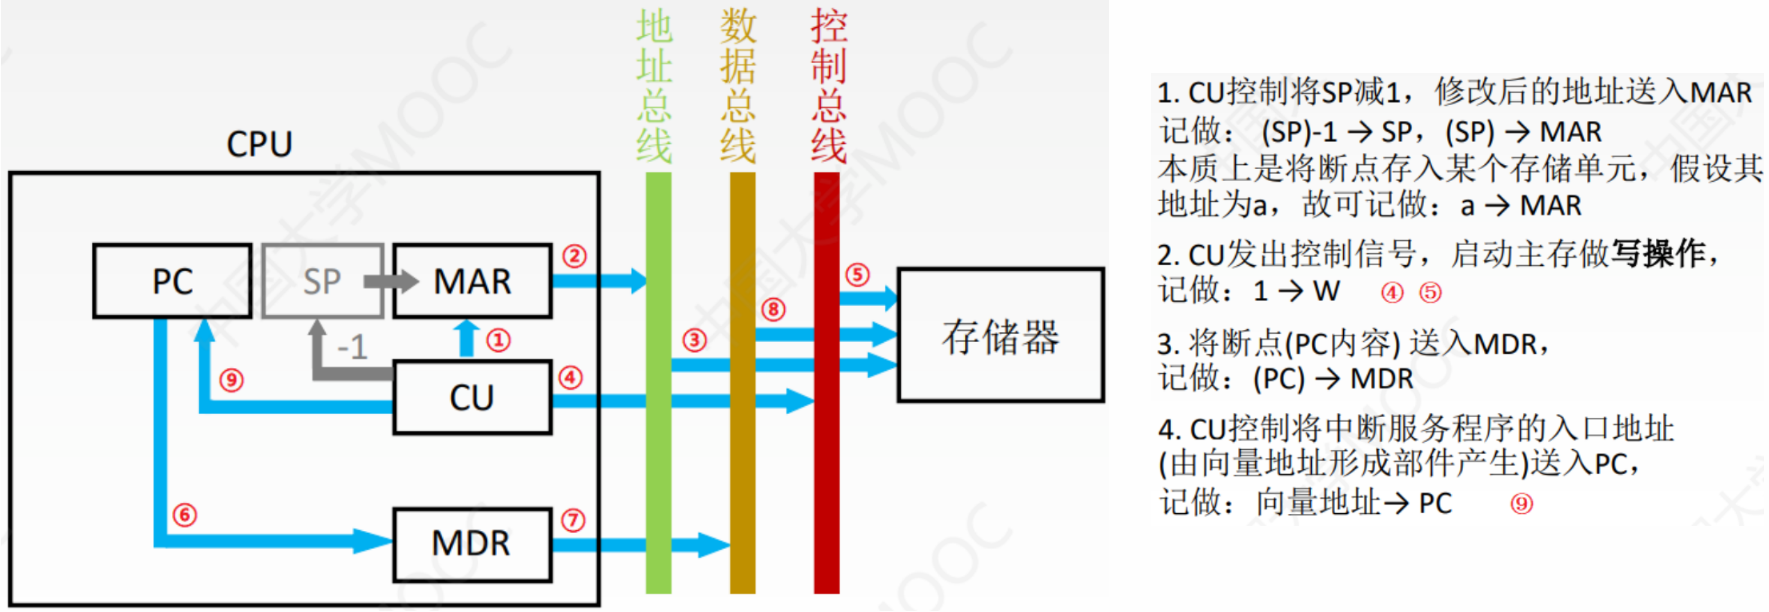 地址总线
数据总线
控制总线
CPU
PC
SP
MAR
②
⑤
⑧
③
存储器
-1
①
⑨
CU
④
⑥
MDR
⑦
1. CU控制将SP减1，修改后的地址送入MAR
记做： (SP)-1 → SP，(SP) → MAR
本质上是将断点存入某个存储单元，假设其
地址为a，故可记做：a → MAR
2. CU发出控制信号，启动主存做写操作，
记做：1 → W ④ ⑤
3. 将断点(PC内容) 送入MDR，
记做：(PC) → MDR
4. CU控制将中断服务程序的入口地址
(由向量地址形成部件产生)送入PC，
记做：向量地址→ PC ⑨
中国大学MOOC
中国大学MOOC